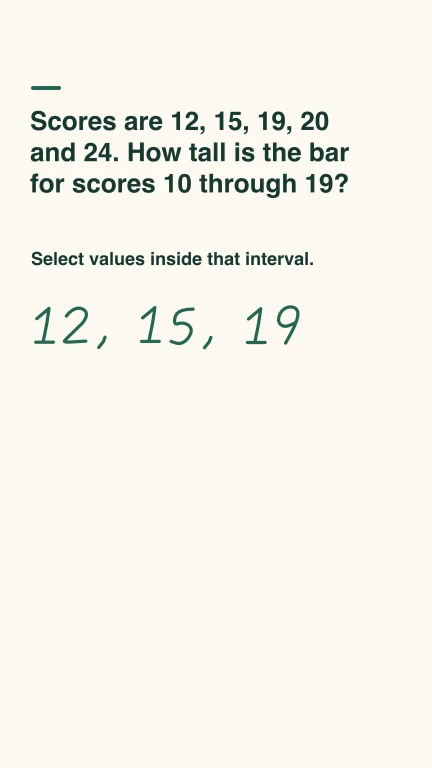 Scores are 12, 15, 19, 20
and 24. How tall is the bar
for scores 10 through 19?
Select values inside that interval.
12, 15, 19